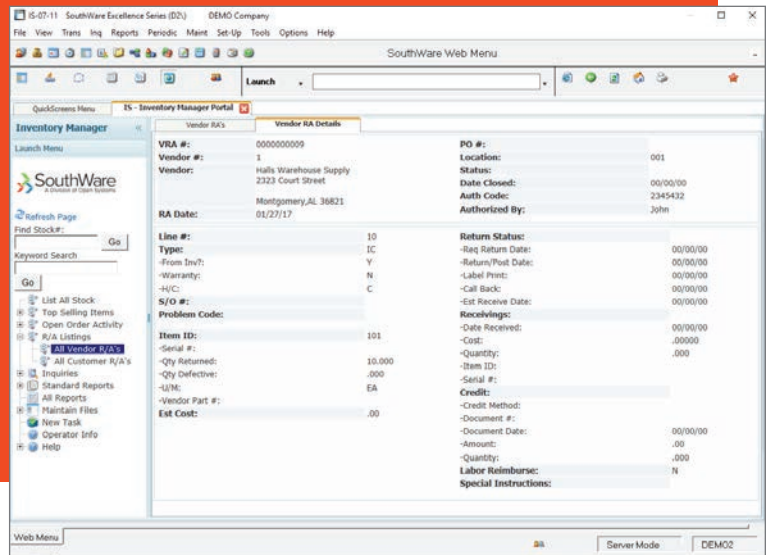 IS-07-11 SouthWare Excellence Series (D2\) DEMO Company
File View Trans Inq Reports Periodic Maint Set-Up Tools Options Help
SouthWare Web Menu
Launch
QuickScreens Menu
IS - Inventory Manager Portal
Inventory Manager
Launch Menu
SouthWare
A Division of Open Systems
Refresh Page
Find Stock#:
Go
Keyword Search
Go
List All Stock
Top Selling Items
Open Order Activity
R/A Listings
All Vendor R/A's
All Customer R/A's
Inquiries
Standard Reports
All Reports
Maintain Files
New Task
Operator Info
Help
Vendor RA's
Vendor RA Details
VRA #: 0000000009
Vendor #: 1
Vendor: Halls Warehouse Supply
2323 Court Street
Montgomery,AL 36821
RA Date: 01/27/17
PO #:
Location: 001
Status:
Date Closed: 00/00/00
Auth Code: 2345432
Authorized By: John
Line #: 10
Type: IC
-From Inv?: Y
-Warranty: N
-H/C: C
S/O #:
Problem Code:
Item ID: 101
-Serial #:
-Qty Returned: 10.000
-Qty Defective: .000
-U/M: EA
-Vendor Part #:
Est Cost: .00
Return Status:
-Req Return Date: 00/00/00
-Return/Post Date: 00/00/00
-Label Print: 00/00/00
-Call Back: 00/00/00
-Est Receive Date: 00/00/00
Receivings:
-Date Received: 00/00/00
-Cost: .00000
-Quantity: .000
-Item ID:
-Serial #:
Credit:
-Credit Method:
-Document #:
-Document Date: 00/00/00
-Amount: .00
-Quantity: .000
Labor Reimburse: N
Special Instructions:
Web Menu
Server Mode
DEMO2